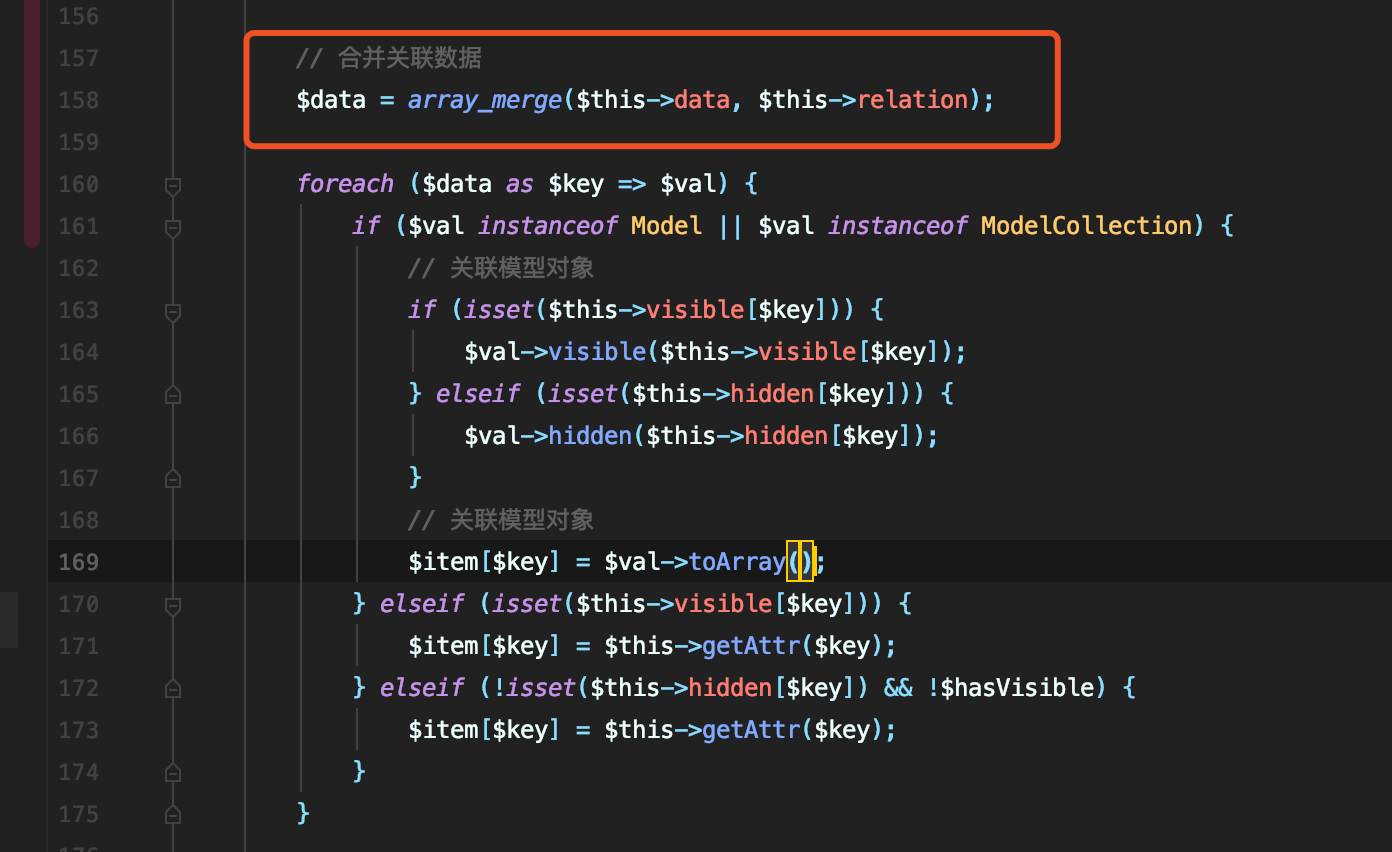 156
157 // 合并关联数据
158 $data = array_merge($this->data, $this->relation);
159
160 foreach ($data as $key => $val) {
161 if ($val instanceof Model || $val instanceof ModelCollection) {
162 // 关联模型对象
163 if (isset($this->visible[$key])) {
164 $val->visible($this->visible[$key]);
165 } elseif (isset($this->hidden[$key])) {
166 $val->hidden($this->hidden[$key]);
167 }
168 // 关联模型对象
169 $item[$key] = $val->toArray();
170 } elseif (isset($this->visible[$key])) {
171 $item[$key] = $this->getAttr($key);
172 } elseif (!isset($this->hidden[$key]) && !$hasVisible) {
173 $item[$key] = $this->getAttr($key);
174 }
175 }